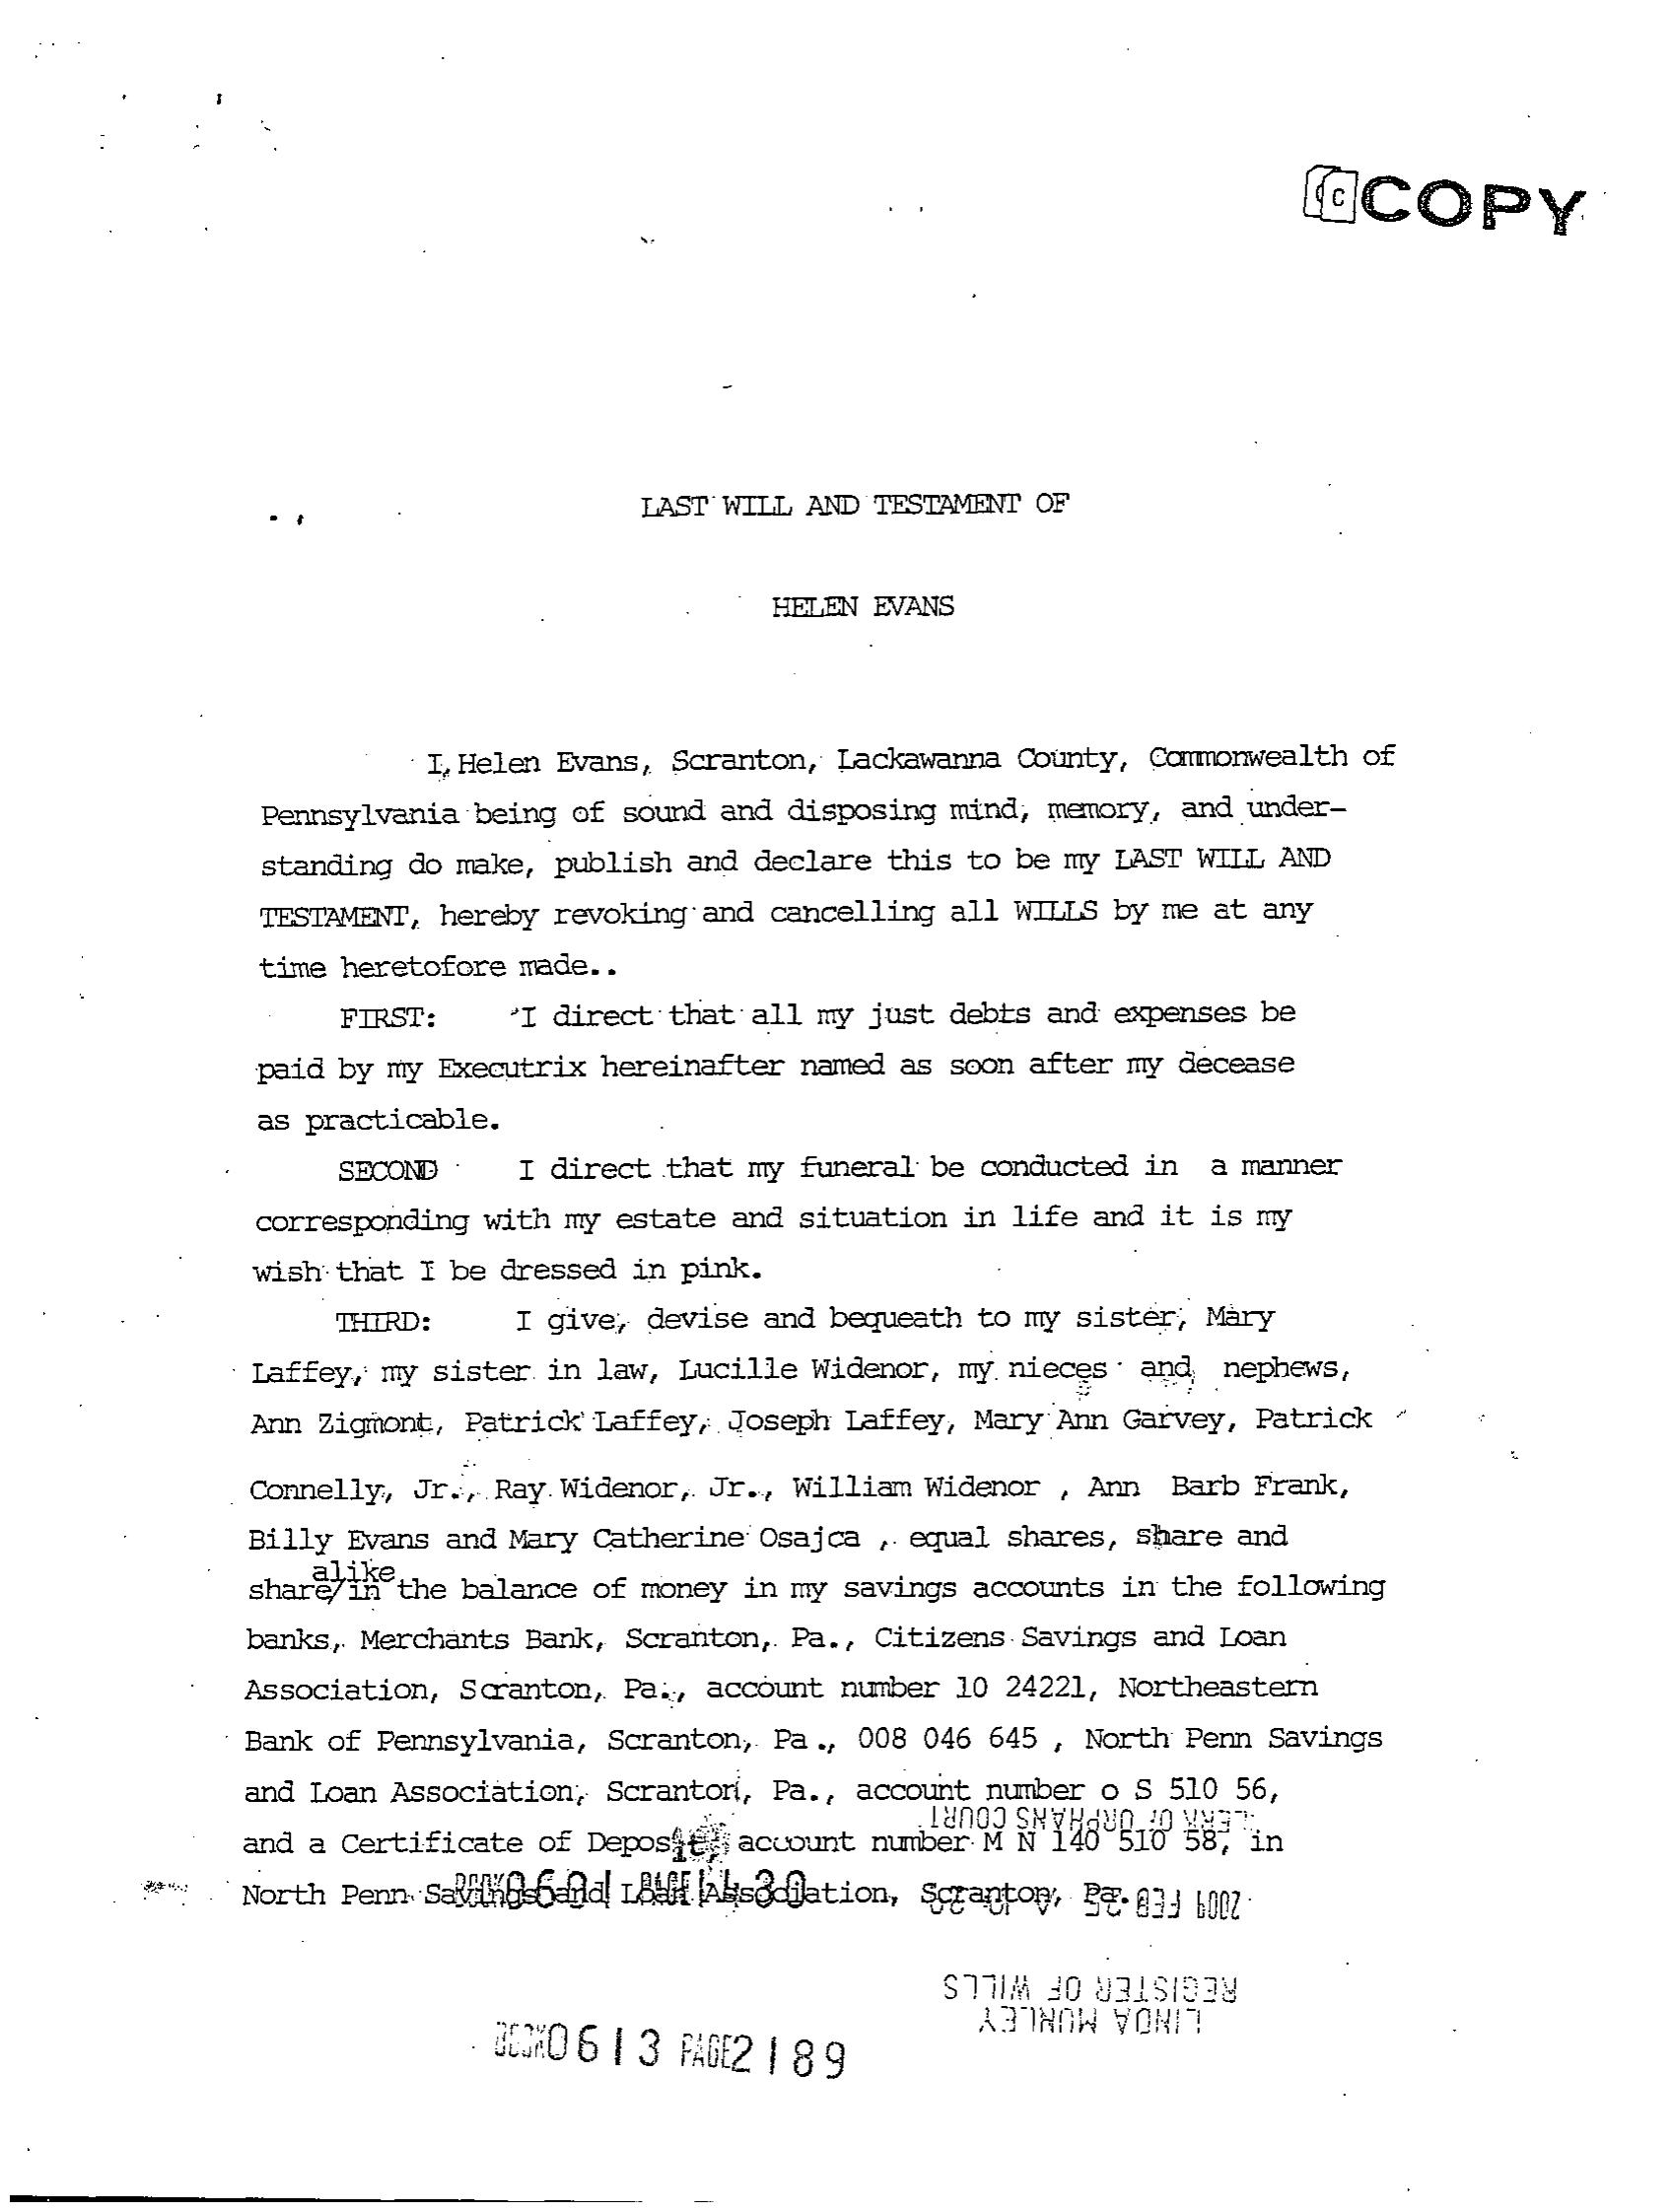 COPY
LAST WILL AND TESTAMENT OF
HELEN EVANS
I, Helen Evans, Scranton, Lackawanna County, Commonwealth of
Pennsylvania being of sound and disposing mind, memory, and under-
standing do make, publish and declare this to be my LAST WILL AND
TESTAMENT, hereby revoking and cancelling all WILLS by me at any
time heretofore made..
FIRST: I direct that all my just debts and expenses be
paid by my Executrix hereinafter named as soon after my decease
as practicable.
SECOND I direct that my funeral be conducted in a manner
corresponding with my estate and situation in life and it is my
wish that I be dressed in pink.
THIRD: I give, devise and bequeath to my sister, Mary
Laffey, my sister in law, Lucille Widenor, my nieces and nephews,
Ann Zigmont, Patrick Laffey, Joseph Laffey, Mary Ann Garvey, Patrick
Connelly, Jr., Ray Widenor, Jr., William Widenor , Ann Barb Frank,
Billy Evans and Mary Catherine Osajca , equal shares, share and
share/in the balance of money in my savings accounts in the following
alike
banks, Merchants Bank, Scranton, Pa., Citizens Savings and Loan
Association, Scranton, Pa., account number 10 24221, Northeastern
Bank of Pennsylvania, Scranton, Pa ., 008 046 645 , North Penn Savings
and Loan Association, Scranton, Pa., account number o S 510 56,
and a Certificate of Deposit, account number M N 140 510 58, in
North Penn Savings and Loan Association, Scranton, Pa.
CLERK OF ORPHANS COURT
BOOK0601 PAGE1430
2009 FEB 25 A
REGISTER OF WILLS
LINDA MUNLEY
BOOK0613 PAGE2189